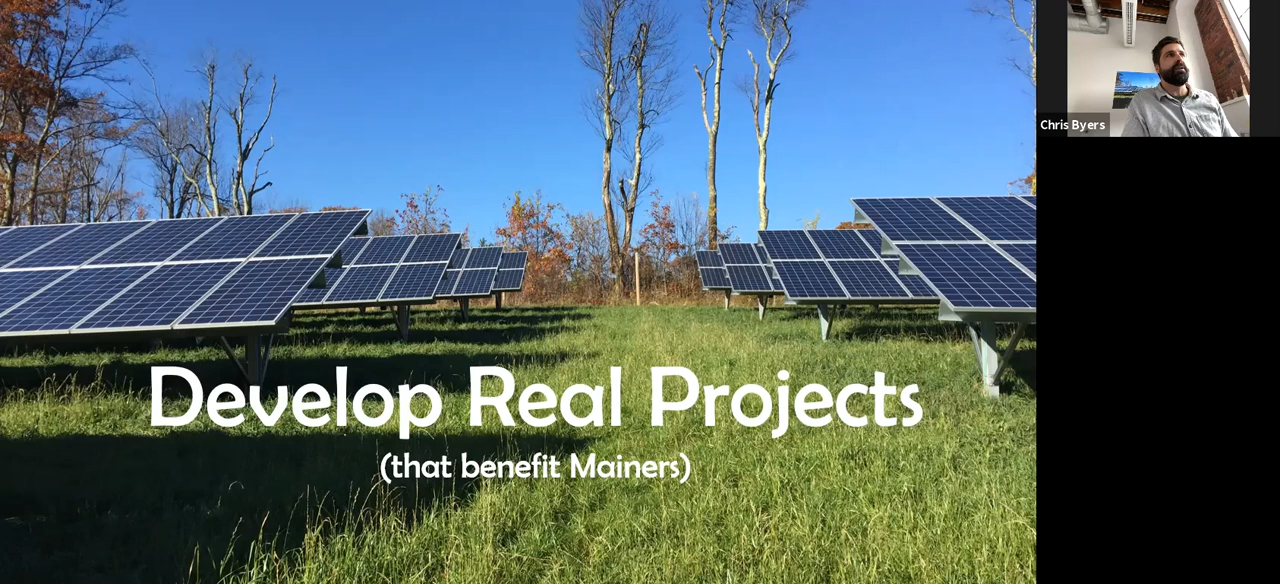 Develop Real Projects
(that benefit Mainers)
Chris Byers